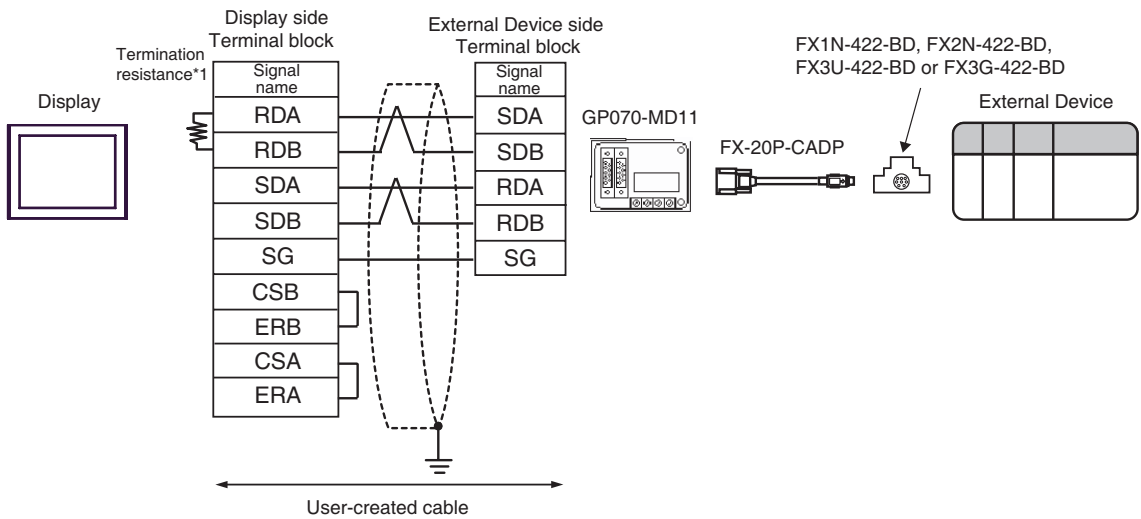 Display
Termination
resistance*1
Display side
Terminal block
Signal
name
RDA
RDB
SDA
SDB
SG
CSB
ERB
CSA
ERA
External Device side
Terminal block
Signal
name
SDA
SDB
RDA
RDB
SG
GP070-MD11
FX-20P-CADP
FX1N-422-BD, FX2N-422-BD,
FX3U-422-BD or FX3G-422-BD
External Device
User-created cable